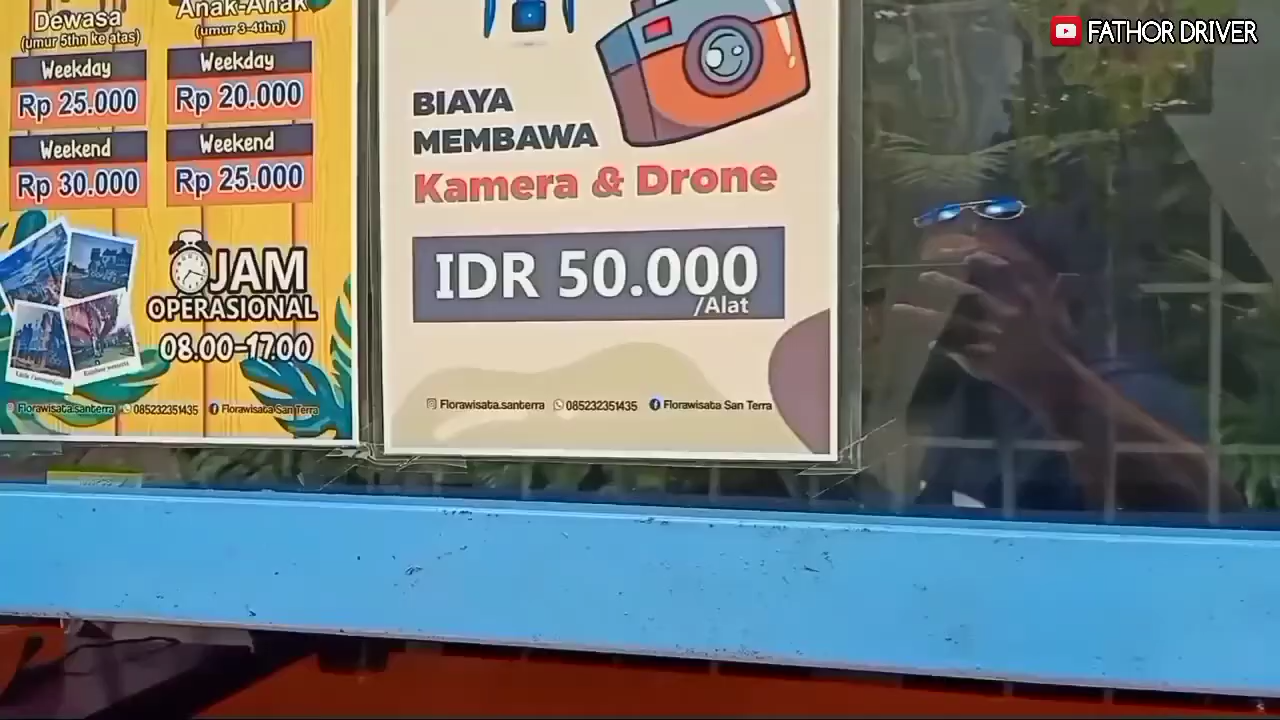 FATHOR DRIVER
Dewasa
(umur 5thn ke atas)
Weekday
Rp 25.000
Weekend
Rp 30.000
Anak-Anak
(umur 3-4thn)
Weekday
Rp 20.000
Weekend
Rp 25.000
JAM
OPERASIONAL
08.00-17.00
Florawisata.santerra 085232351435 Florawisata San Terra
BIAYA
MEMBAWA
Kamera & Drone
IDR 50.000
/Alat
Florawisata.santerra 085232351435 Florawisata San Terra